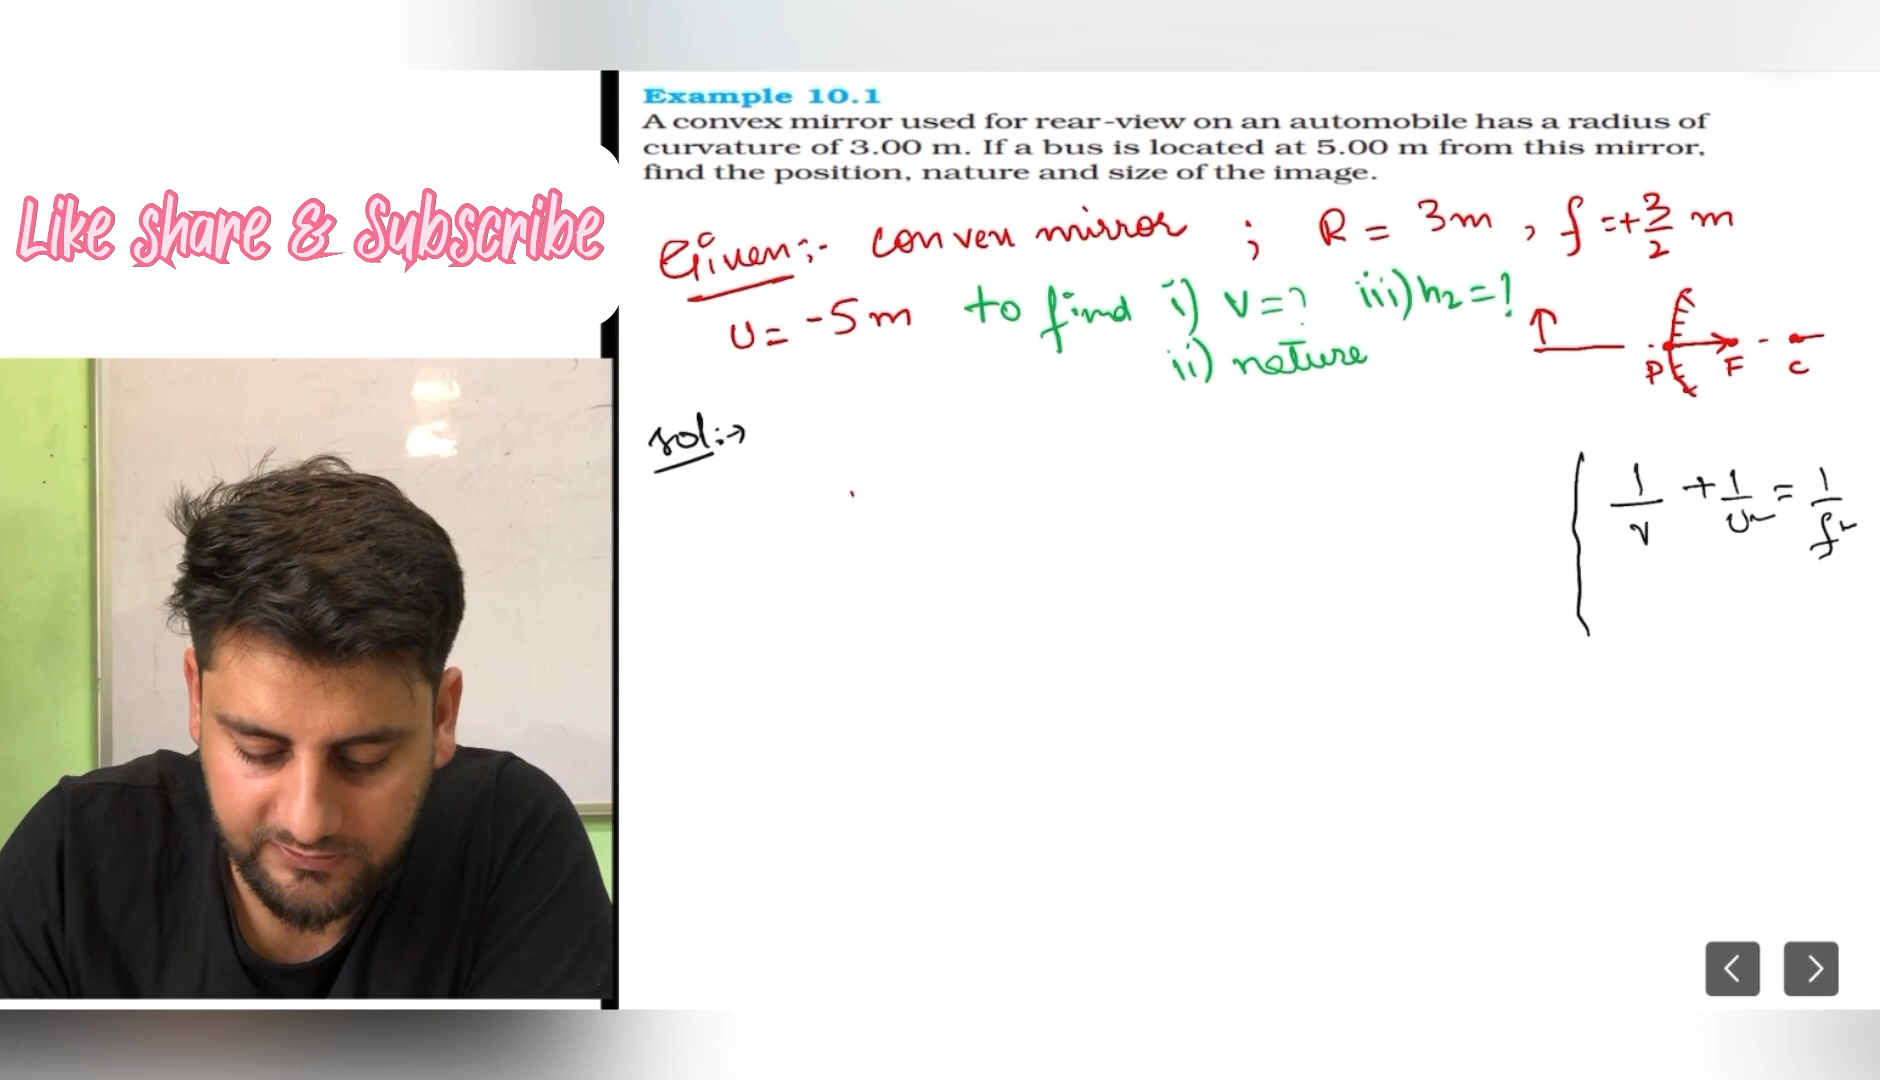 Like share & Subscribe
Example 10.1
A convex mirror used for rear-view on an automobile has a radius of
curvature of 3.00 m. If a bus is located at 5.00 m from this mirror,
find the position, nature and size of the image.
Given:- convex mirror ; R = 3m , f = + 3/2 m
u = -5m to find i) v = ? iii) h2 = ?
ii) nature
P F C
sol:→
1/v + 1/u = 1/f